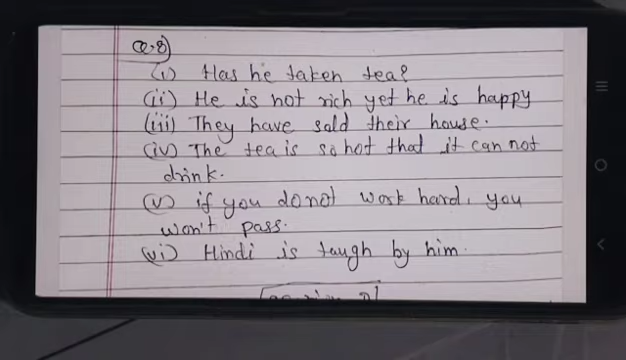 Q.8)
(i) Has he taken tea?
(ii) He is not rich yet he is happy
(iii) They have sold their house.
(iv) The tea is so hot that it can not
drink.
(v) if you do not work hard, you
won't pass.
(vi) Hindi is taugh by him.